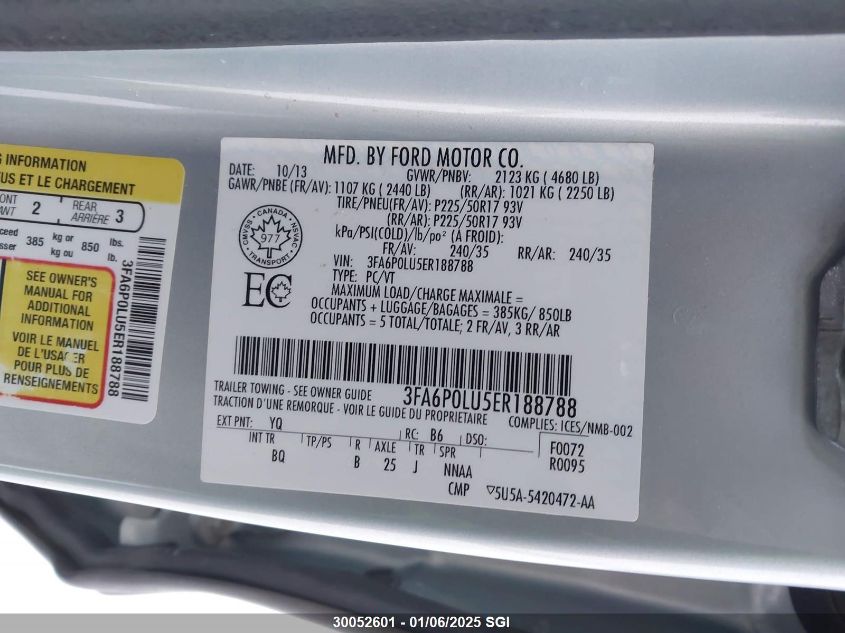 G INFORMATION
US ET LE CHARGEMENT
ONT
ANT 2
REAR
ARRIÈRE 3
ceed
sser 385 kg or
kg ou 850 lbs.
lb.
SEE OWNER'S
MANUAL FOR
ADDITIONAL
INFORMATION
VOIR LE MANUEL
DE L'USAGER
POUR PLUS DE
RENSEIGNEMENTS
3FA6P0LU5ER188788
MFD. BY FORD MOTOR CO.
DATE: 10/13 GVWR/PNBV: 2123 KG ( 4680 LB)
GAWR/PNBE (FR/AV): 1107 KG ( 2440 LB) (RR/AR): 1021 KG ( 2250 LB)
TIRE/PNEU(FR/AV): P225/50R17 93V
(RR/AR): P225/50R17 93V
kPa/PSI(COLD)/lb/po² (A FROID):
FR/AV: 240/35 RR/AR: 240/35
VIN: 3FA6P0LU5ER188788
TYPE: PC/VT
MAXIMUM LOAD/CHARGE MAXIMALE =
OCCUPANTS + LUGGAGE/BAGAGES = 385KG/ 850LB
OCCUPANTS = 5 TOTAL/TOTALE; 2 FR/AV, 3 RR/AR
CMVSS • CANADA • NSVAC • TRANSPORT •
977
EC
3FA6P0LU5ER188788
TRAILER TOWING - SEE OWNER GUIDE
TRACTION D'UNE REMORQUE - VOIR LE GUIDE DU PROPRIÉTAIRE
COMPLIES: ICES/NMB-002
EXT PNT: YQ RC: B6 DSO: F0072
R0095
INT TR TP/PS R AXLE TR SPR
BQ B 25 J NNAA
CMP ▽5U5A-5420472-AA
30052601 - 01/06/2025 SGI